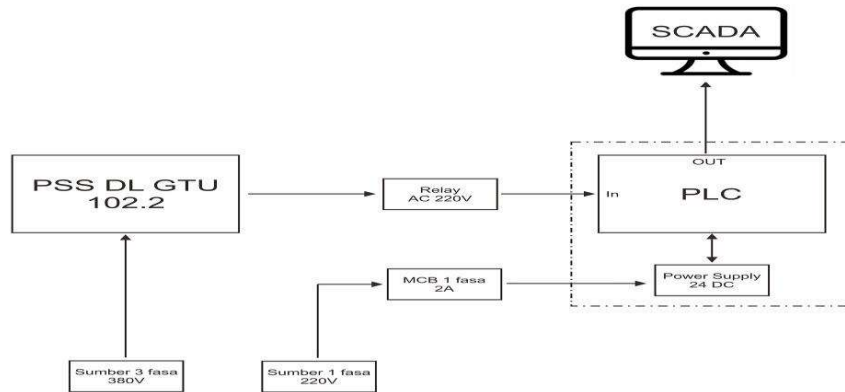 SCADA
OUT
PSS DL GTU
102.2
Relay
AC 220V
In
PLC
MCB 1 fasa
2A
Power Supply
24 DC
Sumber 3 fasa
380V
Sumber 1 fasa
220V